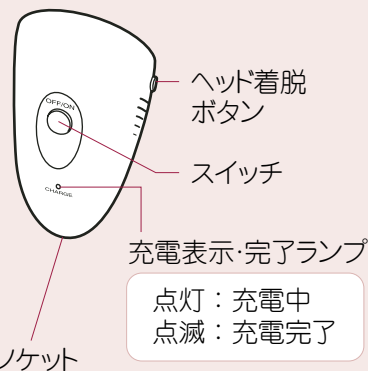 OFF/ON
ヘッド着脱
ボタン
スイッチ
CHARGE
充電表示･完了ランプ
点灯：充電中
点滅：充電完了
ソケット